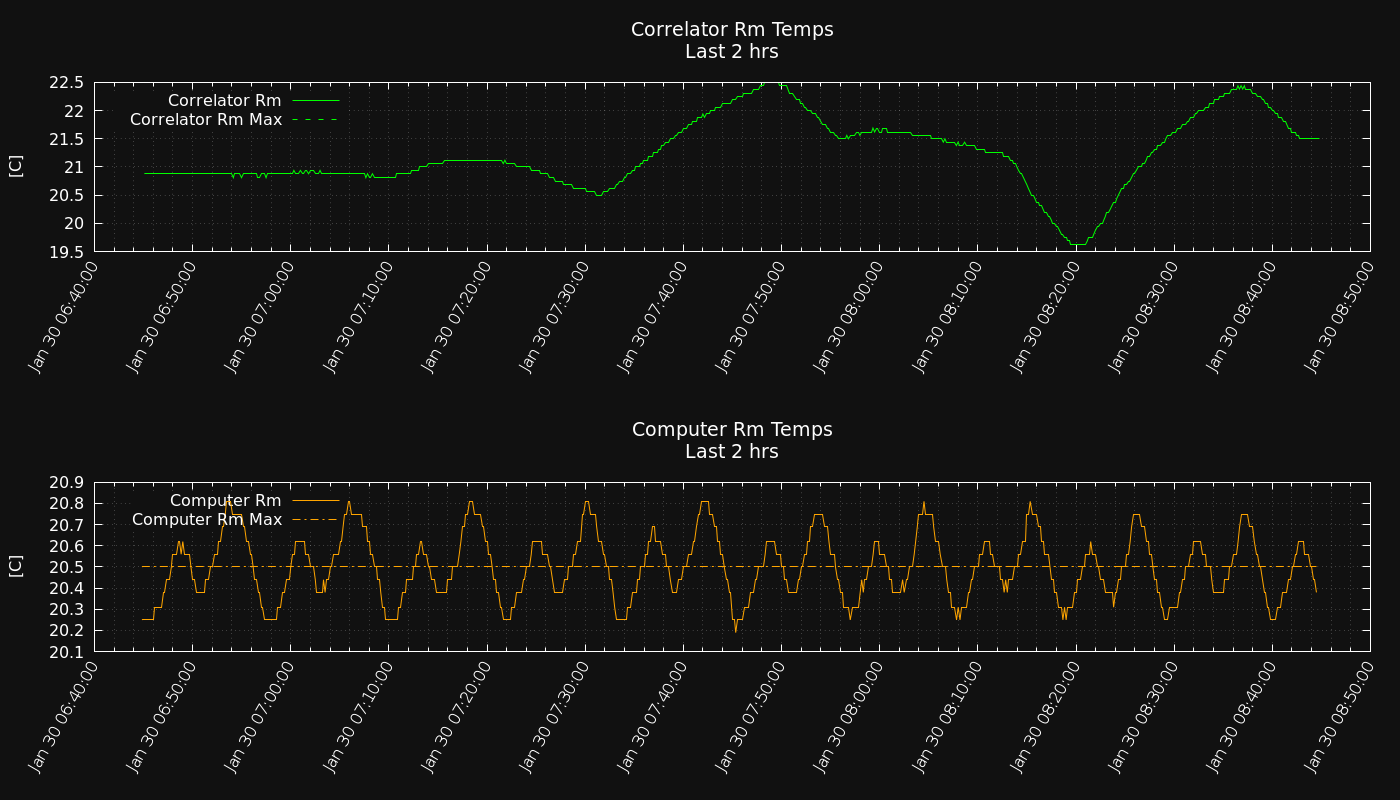 Correlator Rm Temps
Last 2 hrs
22.5
22
21.5
21
20.5
20
19.5
[C]
Correlator Rm
Correlator Rm Max
Jan 30 06:40:00
Jan 30 06:50:00
Jan 30 07:00:00
Jan 30 07:10:00
Jan 30 07:20:00
Jan 30 07:30:00
Jan 30 07:40:00
Jan 30 07:50:00
Jan 30 08:00:00
Jan 30 08:10:00
Jan 30 08:20:00
Jan 30 08:30:00
Jan 30 08:40:00
Jan 30 08:50:00
Computer Rm Temps
Last 2 hrs
20.9
20.8
20.7
20.6
20.5
20.4
20.3
20.2
20.1
[C]
Computer Rm
Computer Rm Max
Jan 30 06:40:00
Jan 30 06:50:00
Jan 30 07:00:00
Jan 30 07:10:00
Jan 30 07:20:00
Jan 30 07:30:00
Jan 30 07:40:00
Jan 30 07:50:00
Jan 30 08:00:00
Jan 30 08:10:00
Jan 30 08:20:00
Jan 30 08:30:00
Jan 30 08:40:00
Jan 30 08:50:00